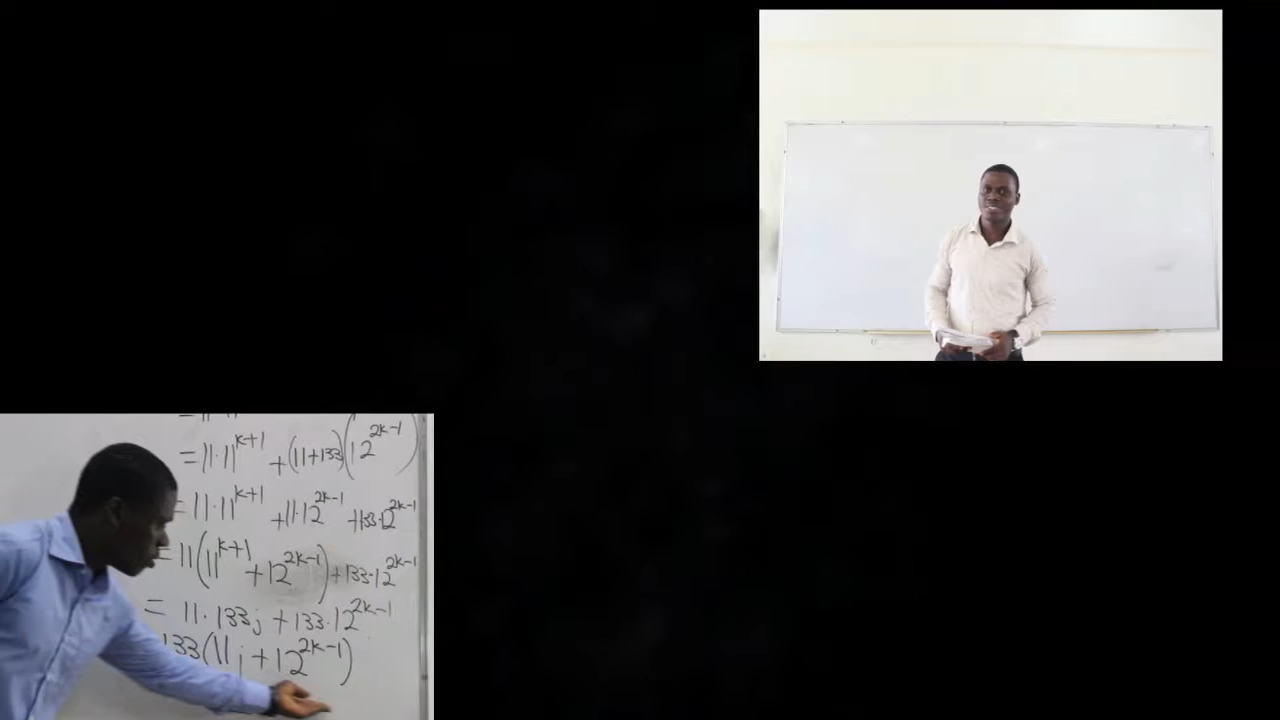 = 11·11^{k+1} + (11+133)(12^{2k-1})
= 11·11^{k+1} + 11·12^{2k-1} + 133·12^{2k-1}
= 11(11^{k+1} + 12^{2k-1}) + 133·12^{2k-1}
= 11·133j + 133·12^{2k-1}
133(11j + 12^{2k-1})